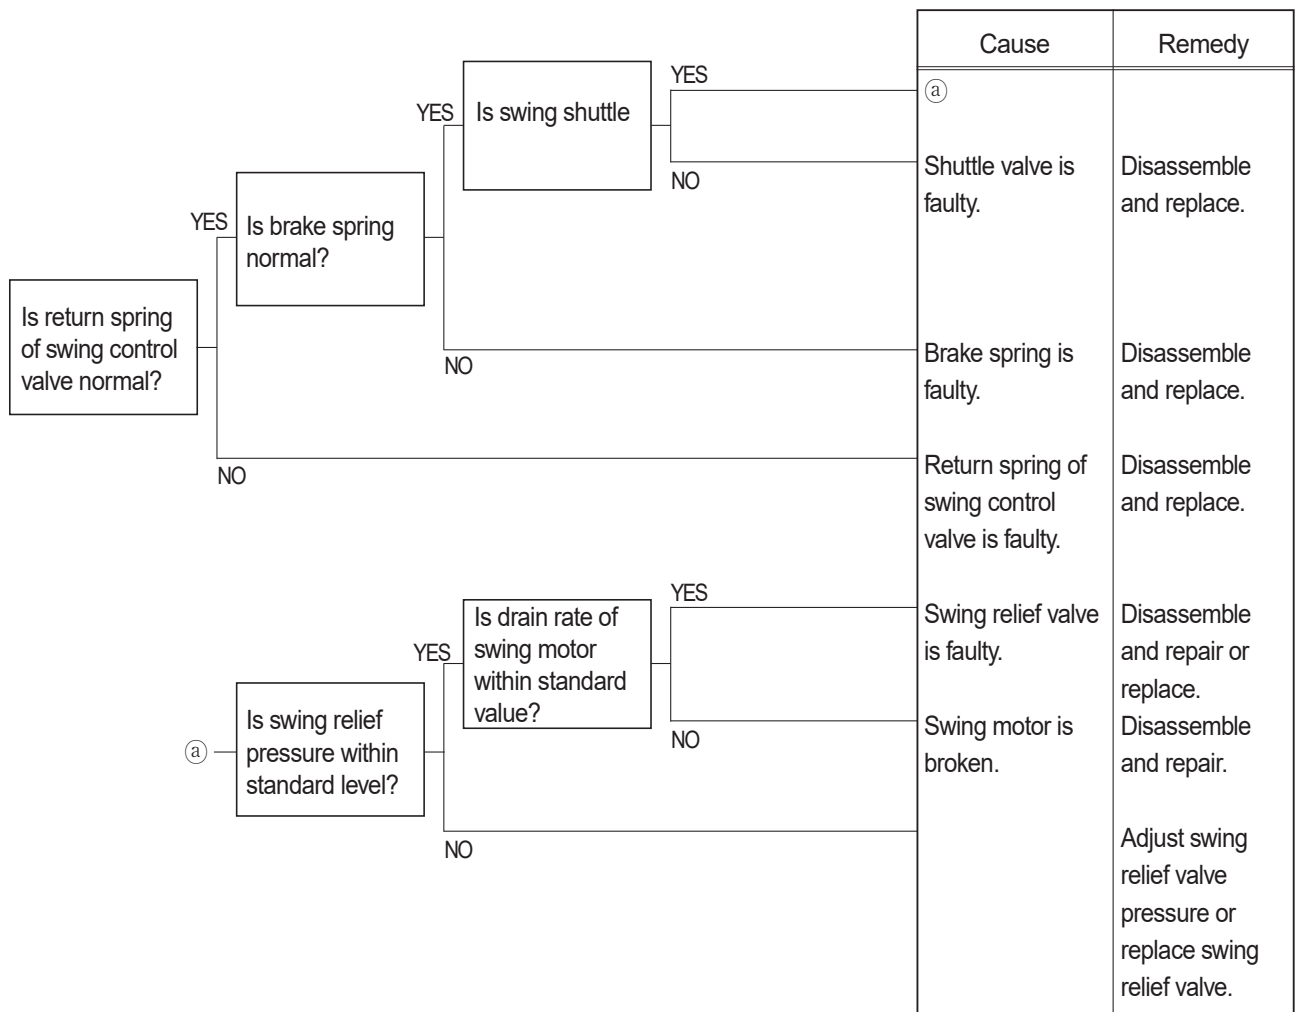 Cause
Remedy
YES
ⓐ
YES
Is swing shuttle
Shuttle valve is
faulty.
Disassemble
and replace.
NO
YES
Is brake spring
normal?
Is return spring
of swing control
valve normal?
Brake spring is
faulty.
Disassemble
and replace.
NO
Return spring of
swing control
valve is faulty.
Disassemble
and replace.
NO
YES
Is drain rate of
swing motor
within standard
value?
Swing relief valve
is faulty.
Disassemble
and repair or
replace.
YES
ⓐ
Is swing relief
pressure within
standard level?
NO
Swing motor is
broken.
Disassemble
and repair.
NO
Adjust swing
relief valve
pressure or
replace swing
relief valve.